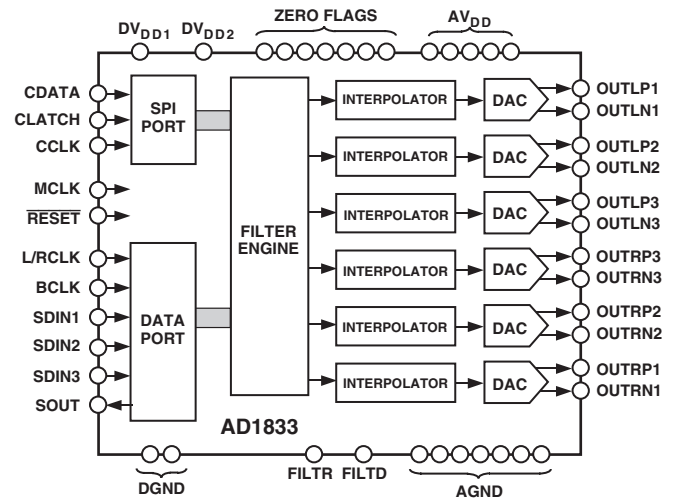 ZERO FLAGS
DVDD1 DVDD2 AVDD
CDATA
CLATCH
CCLK
SPI
PORT
MCLK
RESET
L/RCLK
BCLK
SDIN1
SDIN2
SDIN3
SOUT
DATA
PORT
FILTER
ENGINE
INTERPOLATOR DAC
OUTLP1
OUTLN1
INTERPOLATOR DAC
OUTLP2
OUTLN2
INTERPOLATOR DAC
OUTLP3
OUTLN3
INTERPOLATOR DAC
OUTRP3
OUTRN3
INTERPOLATOR DAC
OUTRP2
OUTRN2
INTERPOLATOR DAC
OUTRP1
OUTRN1
AD1833
DGND
FILTR FILTD
AGND